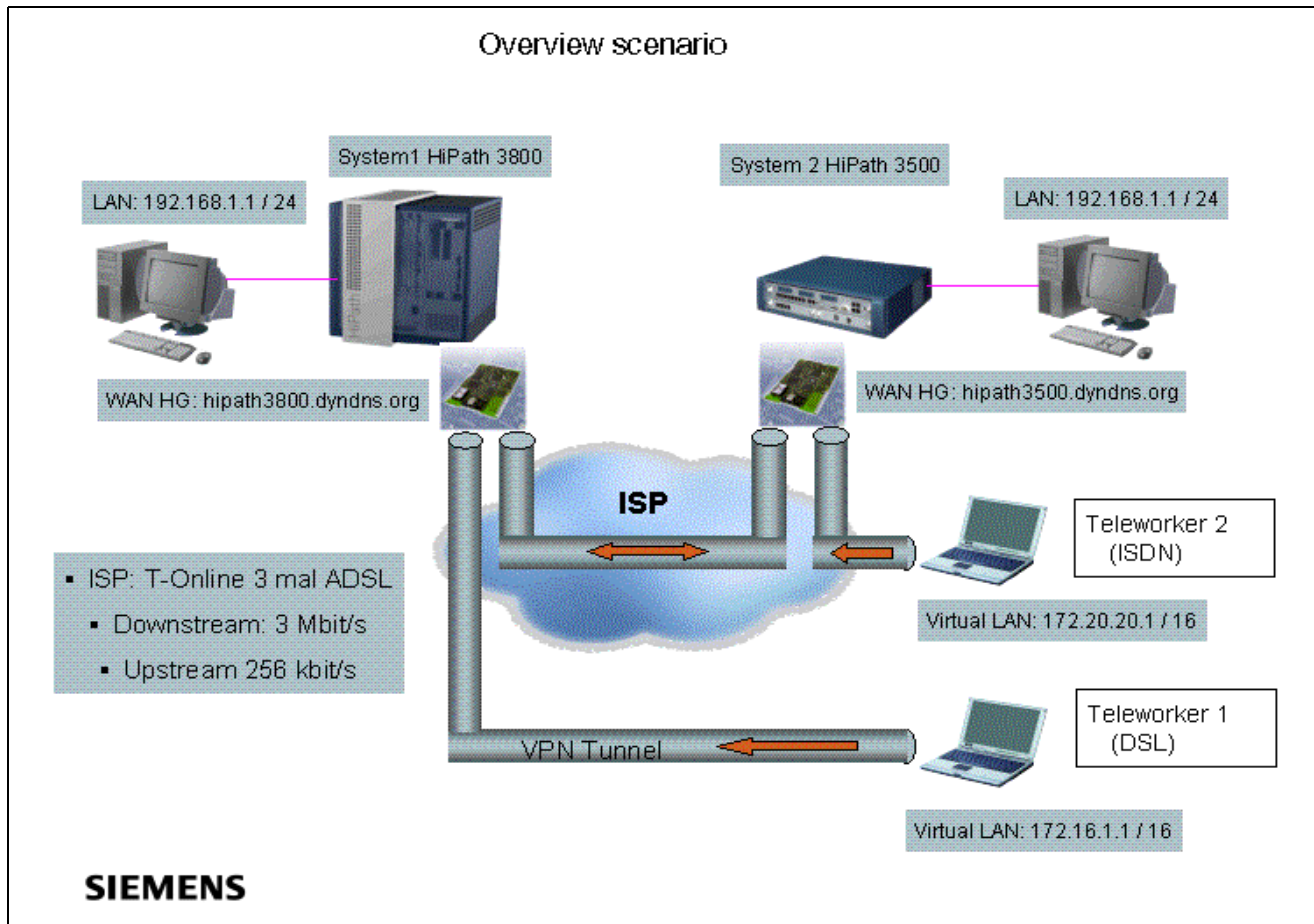 Overview scenario
System1 HiPath 3800
System 2 HiPath 3500
LAN: 192.168.1.1 / 24
LAN: 192.168.1.1 / 24
HiPath
WAN HG: hipath3800.dyndns.org
WAN HG: hipath3500.dyndns.org
ISP
Teleworker 2
(ISDN)
▪ ISP: T-Online 3 mal ADSL
▪ Downstream: 3 Mbit/s
▪ Upstream 256 kbit/s
Virtual LAN: 172.20.20.1 / 16
Teleworker 1
(DSL)
VPN Tunnel
Virtual LAN: 172.16.1.1 / 16
SIEMENS